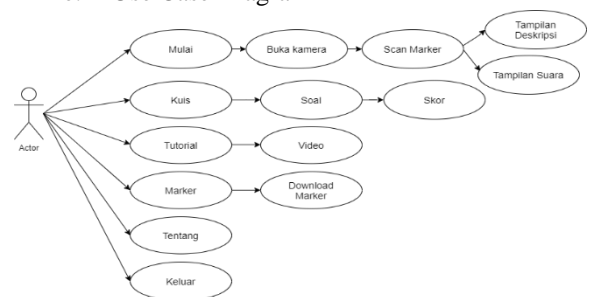 Use Case Diagram
Tampilan
Deskripsi
Mulai
Buka kamera
Scan Marker
Tampilan Suara
Kuis
Soal
Skor
Actor
Tutorial
Video
Marker
Download
Marker
Tentang
Keluar